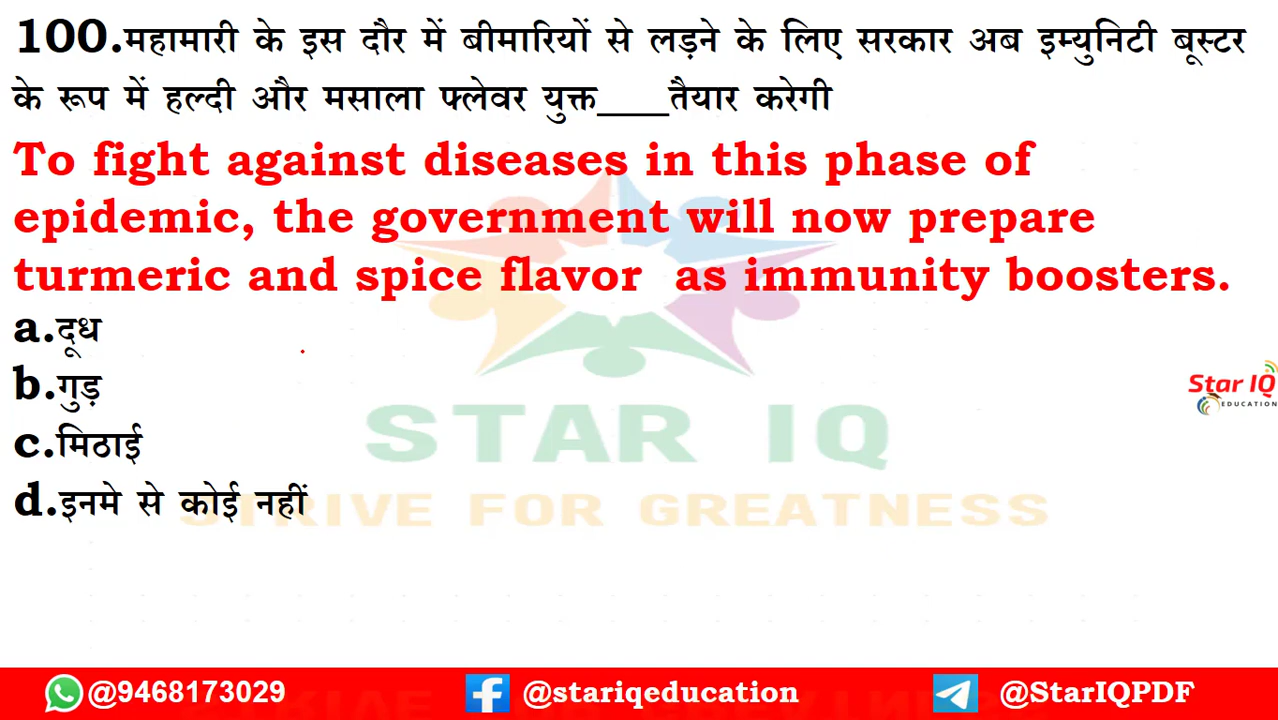 100.महामारी के इस दौर में बीमारियों से लड़ने के लिए सरकार अब इम्युनिटी बूस्टर
के रूप में हल्दी और मसाला फ्लेवर युक्त____तैयार करेगी
To fight against diseases in this phase of
epidemic, the government will now prepare
turmeric and spice flavor as immunity boosters.
a.दूध
b.गुड़
c.मिठाई
d.इनमे से कोई नहीं
Star IQ
EDUCATION
STAR IQ
STRIVE FOR GREATNESS
@9468173029 @stariqeducation @StarIQPDF